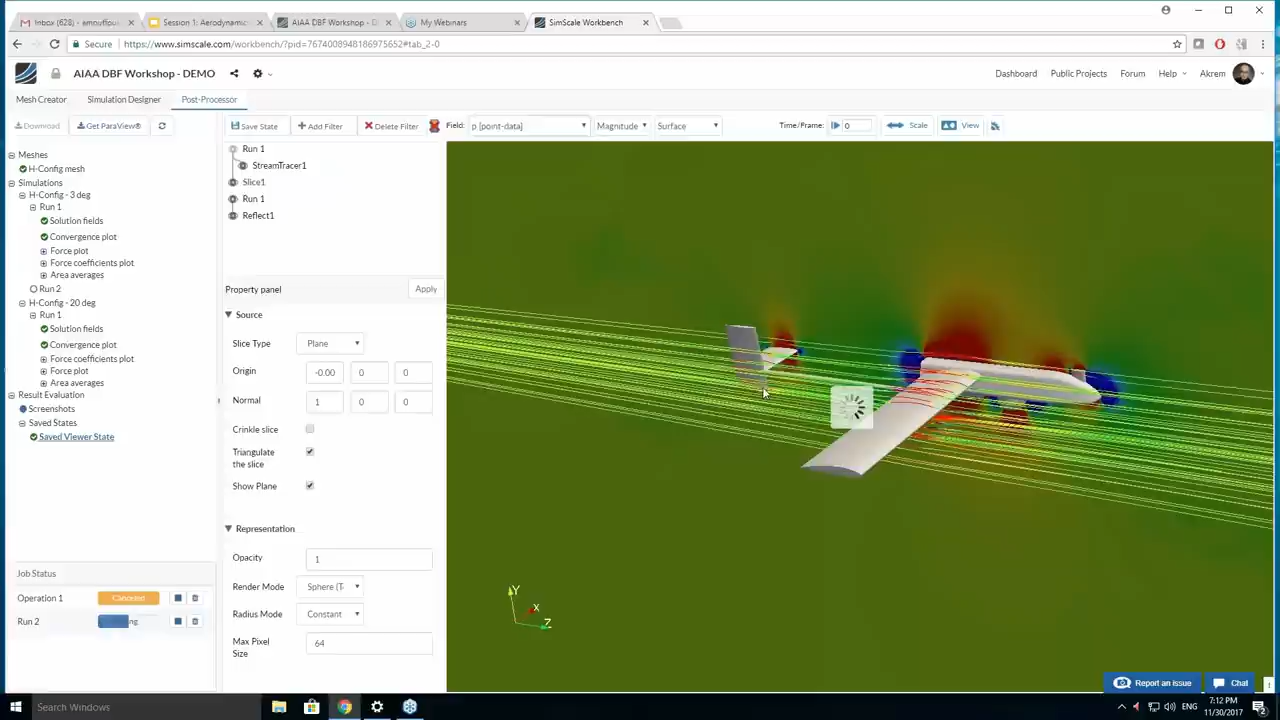 Inbox (628) - amouflou
Session 1: Aerodynamic
AIAA DBF Workshop - D
My Webinars
SimScale Workbench
Secure
https://www.simscale.com/workbench/?pid=7674008948186975652#tab_2-0
AIAA DBF Workshop - DEMO
Dashboard
Public Projects
Forum
Help
Akrem
Mesh Creator
Simulation Designer
Post-Processor
Download
Get ParaView®
Save State
Add Filter
Delete Filter
Field:
p [point-data]
Magnitude
Surface
Time/Frame:
0
Scale
View
Meshes
H-Config mesh
Simulations
H-Config - 3 deg
Run 1
Solution fields
Convergence plot
Force plot
Force coefficients plot
Area averages
Run 2
H-Config - 20 deg
Run 1
Solution fields
Convergence plot
Force coefficients plot
Force plot
Area averages
Result Evaluation
Screenshots
Saved States
Saved Viewer State
Run 1
StreamTracer1
Slice1
Run 1
Reflect1
Property panel
Apply
Source
Slice Type
Plane
Origin
-0.00
0
0
Normal
1
0
0
Crinkle slice
Triangulate
the slice
Show Plane
Representation
Opacity
1
Render Mode
Sphere (T
Radius Mode
Constant
Max Pixel
Size
64
Y
X
Z
Job Status
Operation 1
Canceled
Run 2
Report an issue
Chat
Search Windows
ENG
7:12 PM
11/30/2017
2